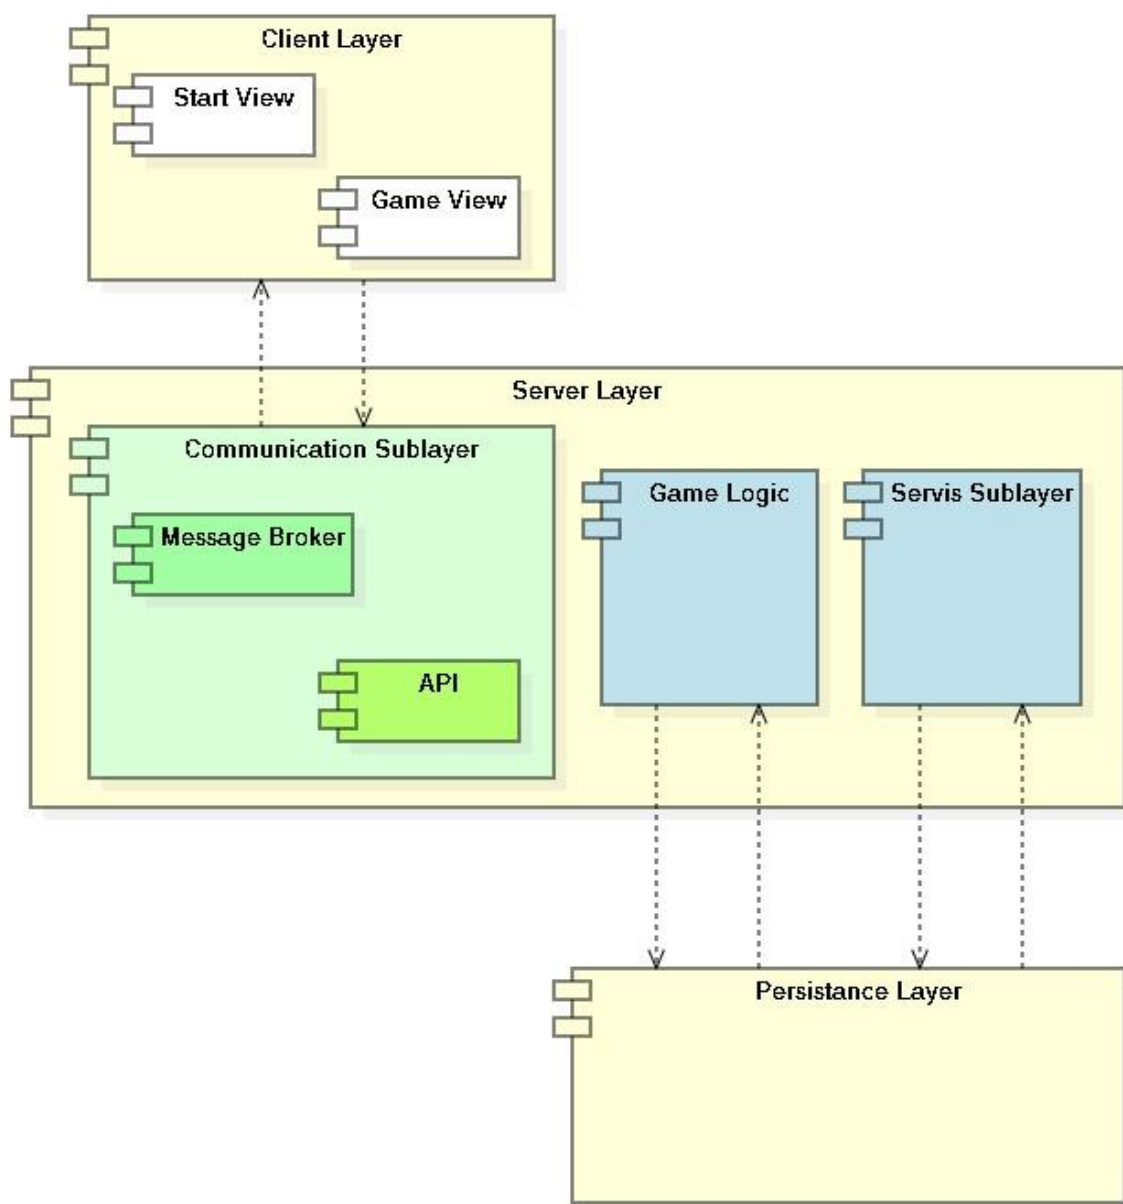 Client Layer
Start View
Game View
Server Layer
Communication Sublayer
Message Broker
API
Game Logic
Servis Sublayer
Persistance Layer